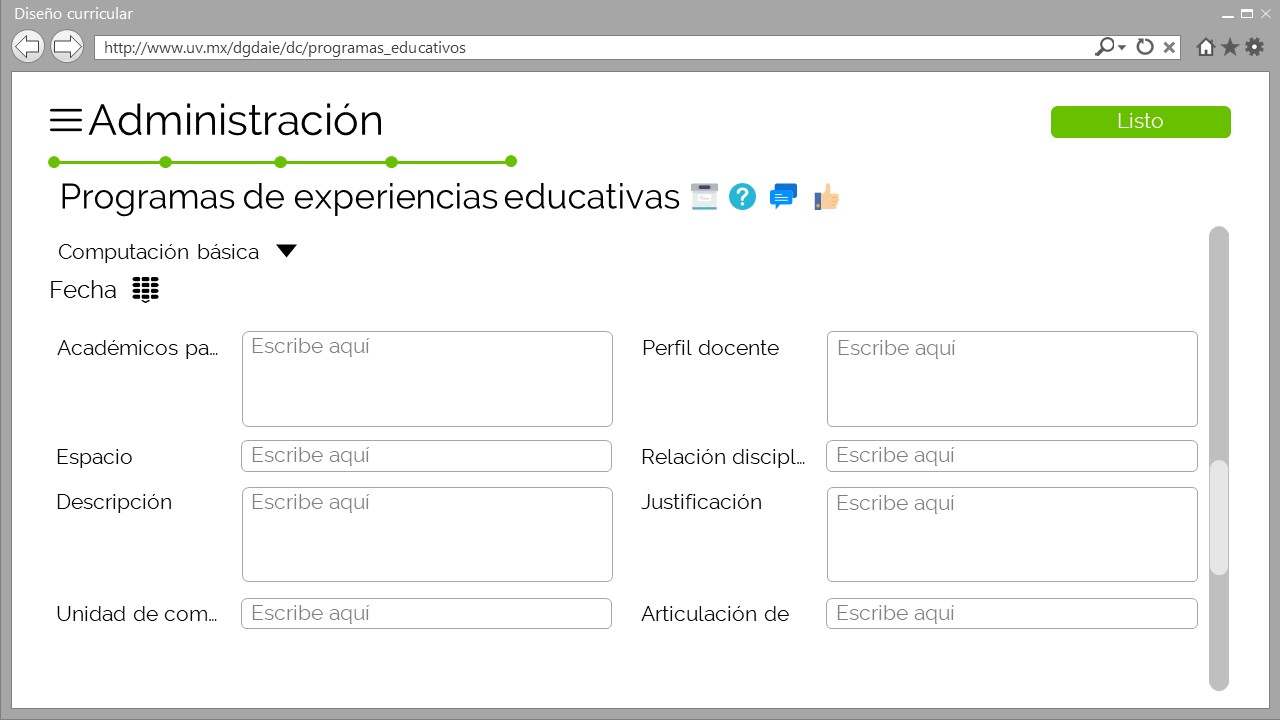 Diseño curricular
http://www.uv.mx/dgdaie/dc/programas_educativos
Administración
Listo
Programas de experiencias educativas
?
Computación básica
Fecha
Académicos pa...
Escribe aquí
Perfil docente
Escribe aquí
Espacio
Escribe aquí
Relación discipl...
Escribe aquí
Descripción
Escribe aquí
Justificación
Escribe aquí
Unidad de com...
Escribe aquí
Articulación de
Escribe aquí